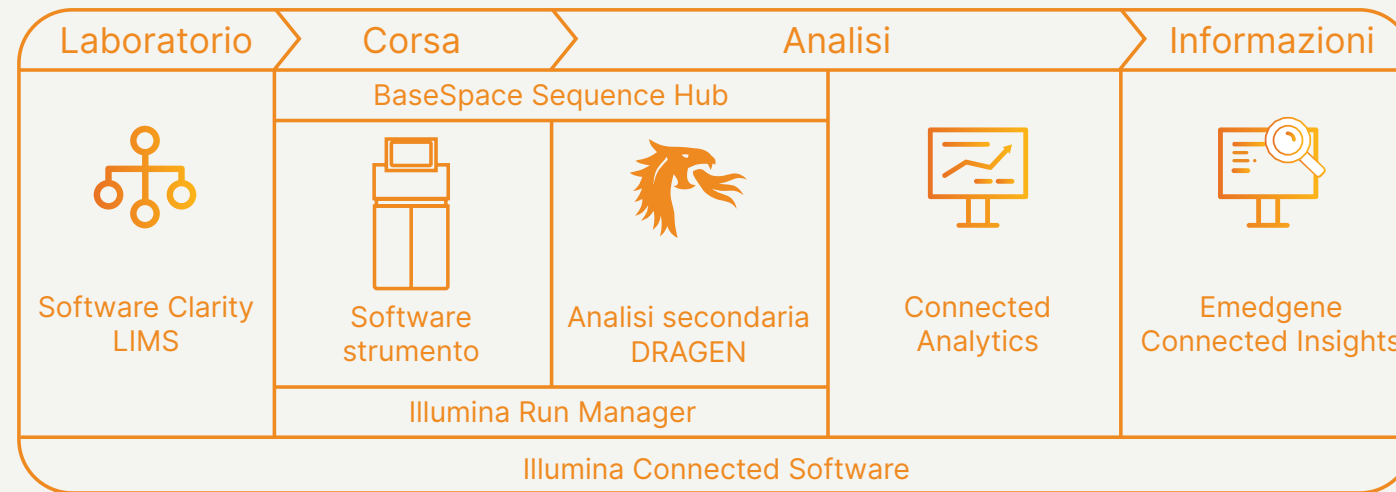 Laboratorio
Corsa
Analisi
Informazioni
BaseSpace Sequence Hub
Software Clarity
LIMS
Software
strumento
Analisi secondaria
DRAGEN
Connected
Analytics
Emedgene
Connected Insights
Illumina Run Manager
Illumina Connected Software